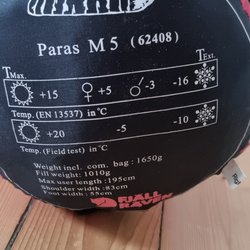 Paras M 5 (62408)
TMax. TExt.
+15 ♀ +5 ♂ -3 -16
Temp. (EN 13537) in °C
+20 -5 -10
Temp. (Field test) in °C
Weight incl. com. bag : 1650g
Fill weight: 1010g
Max user length: 195cm
Shoulder width: 83cm
Foot width: 55cm
FJÄLL
RÄVEN